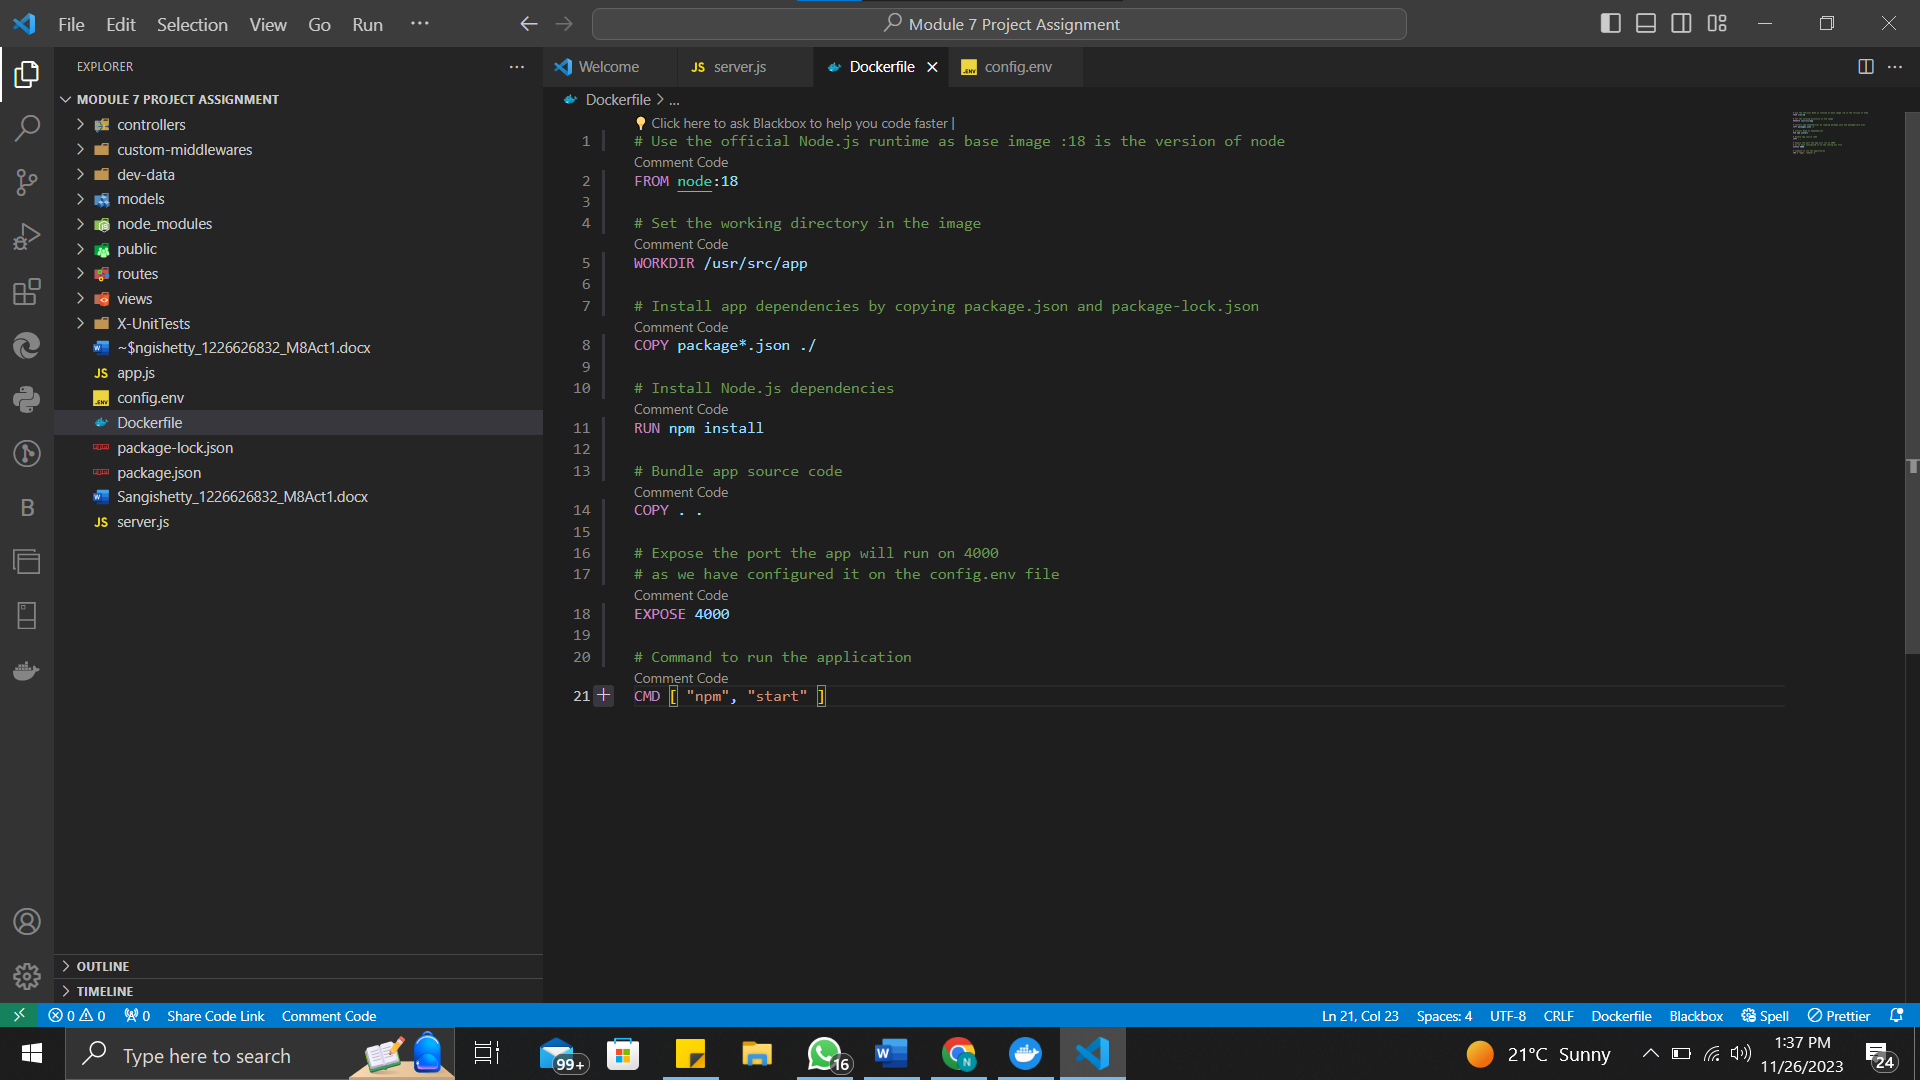 File Edit Selection View Go Run ···
Module 7 Project Assignment
EXPLORER
MODULE 7 PROJECT ASSIGNMENT
controllers
custom-middlewares
dev-data
models
node_modules
public
routes
views
X-UnitTests
~$ngishetty_1226626832_M8Act1.docx
app.js
config.env
Dockerfile
package-lock.json
package.json
Sangishetty_1226626832_M8Act1.docx
server.js
OUTLINE
TIMELINE
Welcome
JS server.js
Dockerfile
config.env
Dockerfile > ...
Click here to ask Blackbox to help you code faster |
1 # Use the official Node.js runtime as base image :18 is the version of node
Comment Code
2 FROM node:18
3
4 # Set the working directory in the image
Comment Code
5 WORKDIR /usr/src/app
6
7 # Install app dependencies by copying package.json and package-lock.json
Comment Code
8 COPY package*.json ./
9
10 # Install Node.js dependencies
Comment Code
11 RUN npm install
12
13 # Bundle app source code
Comment Code
14 COPY . .
15
16 # Expose the port the app will run on 4000
17 # as we have configured it on the config.env file
Comment Code
18 EXPOSE 4000
19
20 # Command to run the application
Comment Code
21 CMD [ "npm", "start" ]
0 0 0 Share Code Link Comment Code
Ln 21, Col 23 Spaces: 4 UTF-8 CRLF Dockerfile Blackbox Spell Prettier
Type here to search
99+
16
N
21°C Sunny
1:37 PM
11/26/2023
24